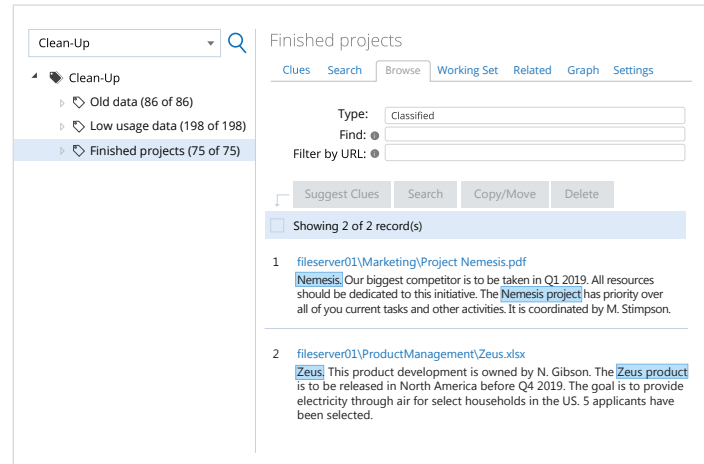 Clean-Up
Clean-Up
Old data (86 of 86)
Low usage data (198 of 198)
Finished projects (75 of 75)
Finished projects
Clues Search Browse Working Set Related Graph Settings
Type: Classified
Find:
Filter by URL:
Suggest Clues Search Copy/Move Delete
Showing 2 of 2 record(s)
1 fileserver01\Marketing\Project Nemesis.pdf
Nemesis. Our biggest competitor is to be taken in Q1 2019. All resources
should be dedicated to this initiative. The Nemesis project has priority over
all of you current tasks and other activities. It is coordinated by M. Stimpson.
2 fileserver01\ProductManagement\Zeus.xlsx
Zeus. This product development is owned by N. Gibson. The Zeus product
is to be released in North America before Q4 2019. The goal is to provide
electricity through air for select households in the US. 5 applicants have
been selected.